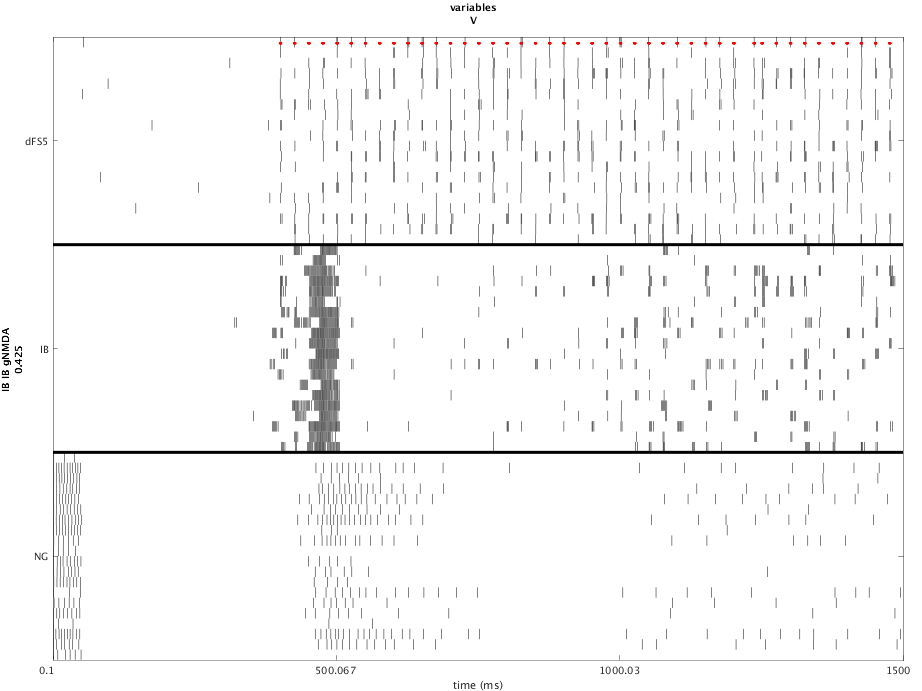 variables
V
dFS5
IB
NG
IB IB gNMDA
0.425
0.1
500.067
1000.03
1500
time (ms)